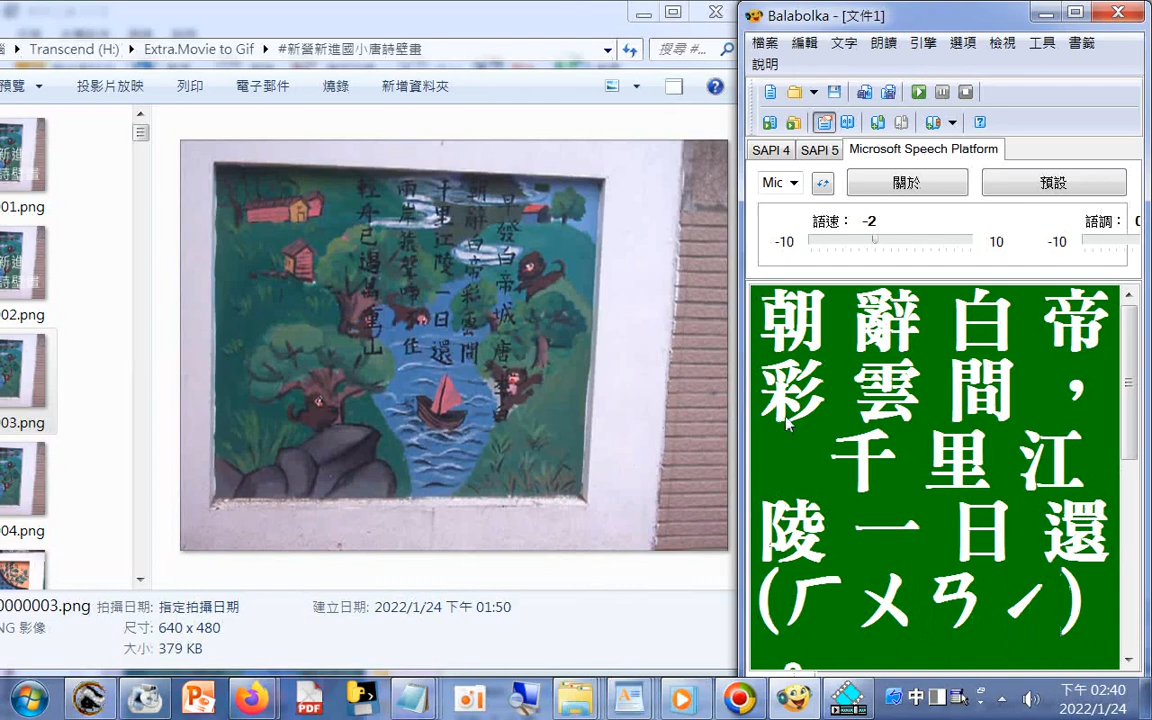 Transcend (H:) ▸ Extra.Movie to Gif ▸ #新營新進國小唐詩壁畫
搜尋 #...
預覽 投影片放映 列印 電子郵件 燒錄 新增資料夾
新進
詩壁畫
01.png
02.png
03.png
04.png
早發白帝城 唐 李白
朝辭白帝彩雲間
千里江陵一日還
兩岸猿聲啼不住
輕舟已過萬重山
0000003.png 拍攝日期: 指定拍攝日期 建立日期: 2022/1/24 下午 01:50
NG 影像 尺寸: 640 x 480
大小: 379 KB
Balabolka - [文件1]
檔案 編輯 文字 朗讀 引擎 選項 檢視 工具 書籤
說明
SAPI 4 SAPI 5 Microsoft Speech Platform
Mic 關於 預設
語速： -2 語調： 0
-10 10 -10
朝辭白帝
彩雲間，
千里江
陵一日還
(ㄏㄨㄢˊ)
。
中
下午 02:40
2022/1/24